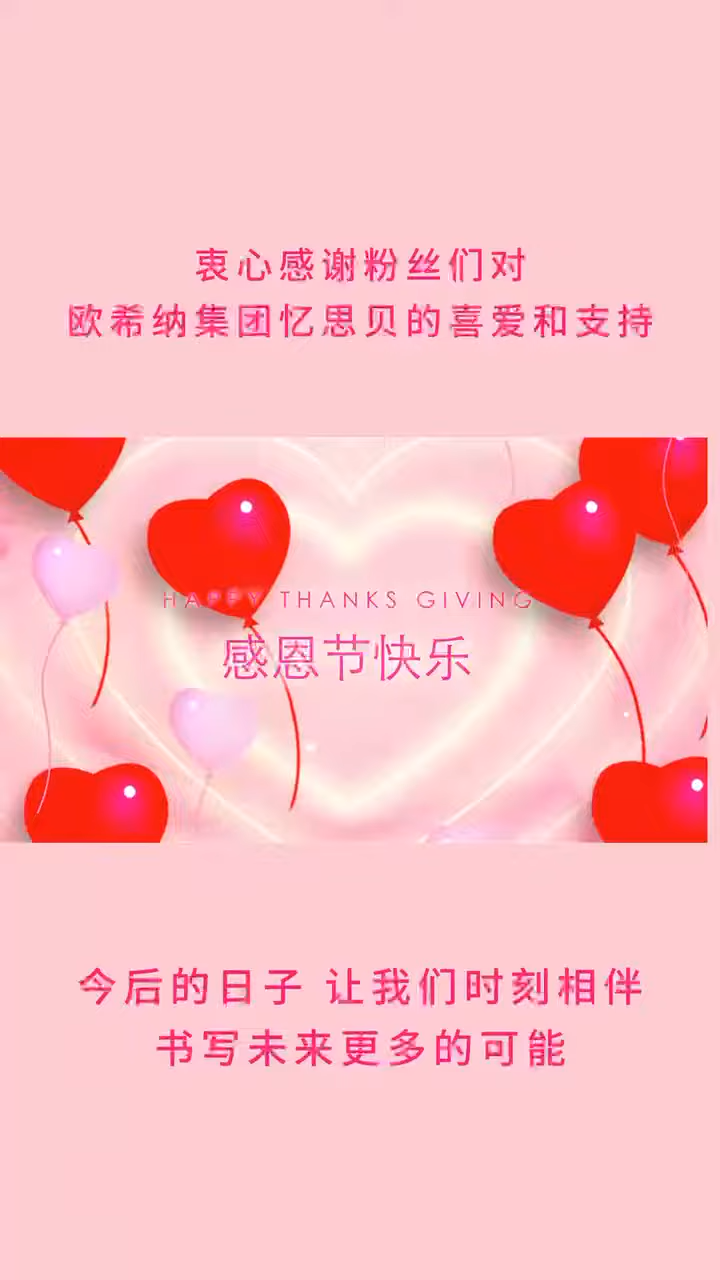 衷心感谢粉丝们对
欧希纳集团忆思贝的喜爱和支持
HAPPY THANKS GIVING
感恩节快乐
今后的日子 让我们时刻相伴
书写未来更多的可能